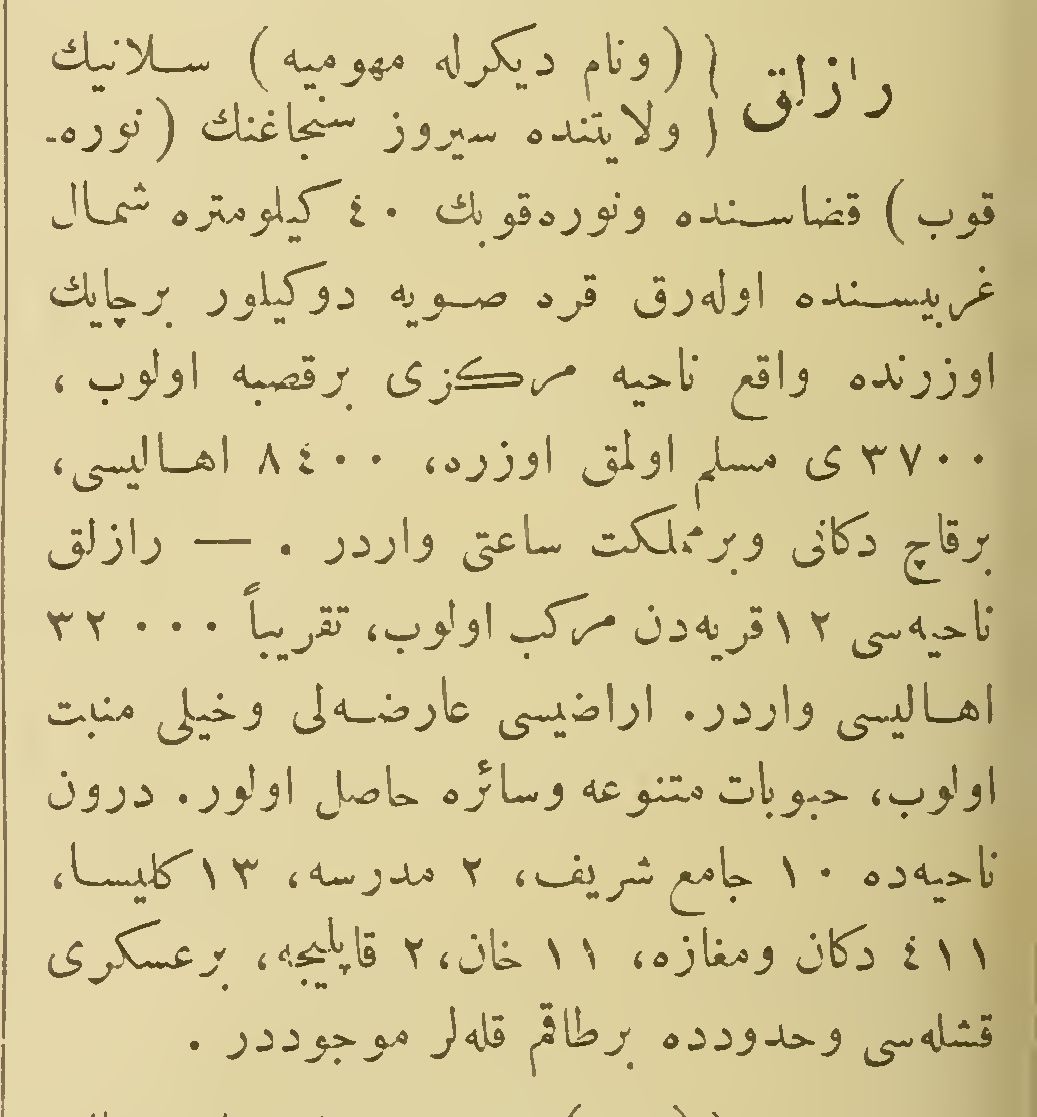 رازلق { (ونام دیکرله مهومیه) سلانیك
ولایتنده سیروز سنجاغنك (نوره-
قوب) قضاسنده ونوره‌قوبك ٤٠ کیلومتره شمال
غربیسنده اوله‌رق قره صویه دوکیلور برچایك
اوزرنده واقع ناحیه مرکزی برقصبه اولوب ،
٣٧٠٠ ی مسلم اولمق اوزره، ٨٤٠٠ اهالیسی،
برقاچ دکانی وبرمملکت ساعتی واردر . — رازلق
ناحیه‌سی ١٢ قریه‌دن مرکب اولوب، تقریباً ٣٢٠٠٠
اهالیسی واردر. اراضیسی عارضه‌لی وخیلی منبت
اولوب، حبوبات متنوعه وسائره حاصل اولور. درون
ناحیه‌ده ١٠ جامع شریف، ٢ مدرسه، ١٣ کلیسا،
٤١١ دکان ومغازه، ١١ خان، ٢ قاپلیجه، برعسکری
قشله‌سی وحدودده برطاقم قله‌لر موجوددر .